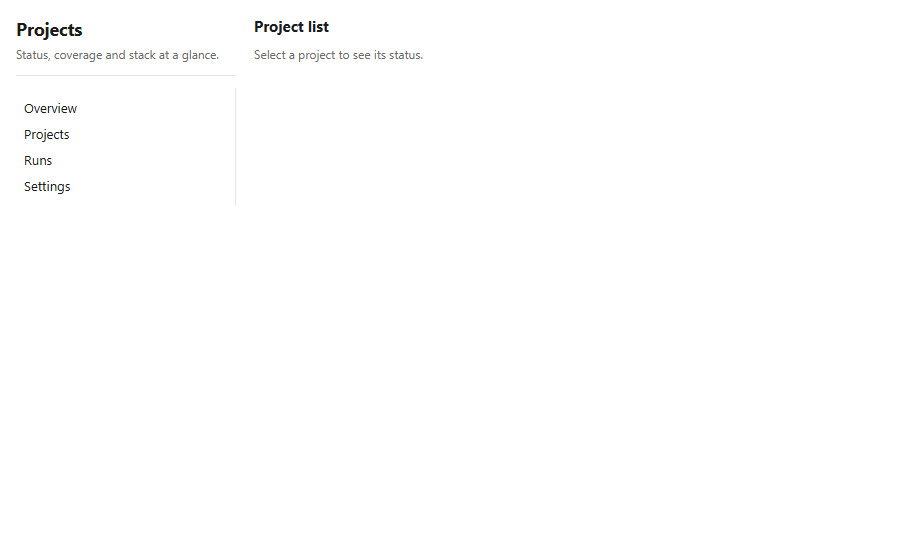 Projects
Status, coverage and stack at a glance.
Overview
Projects
Runs
Settings
Project list
Select a project to see its status.